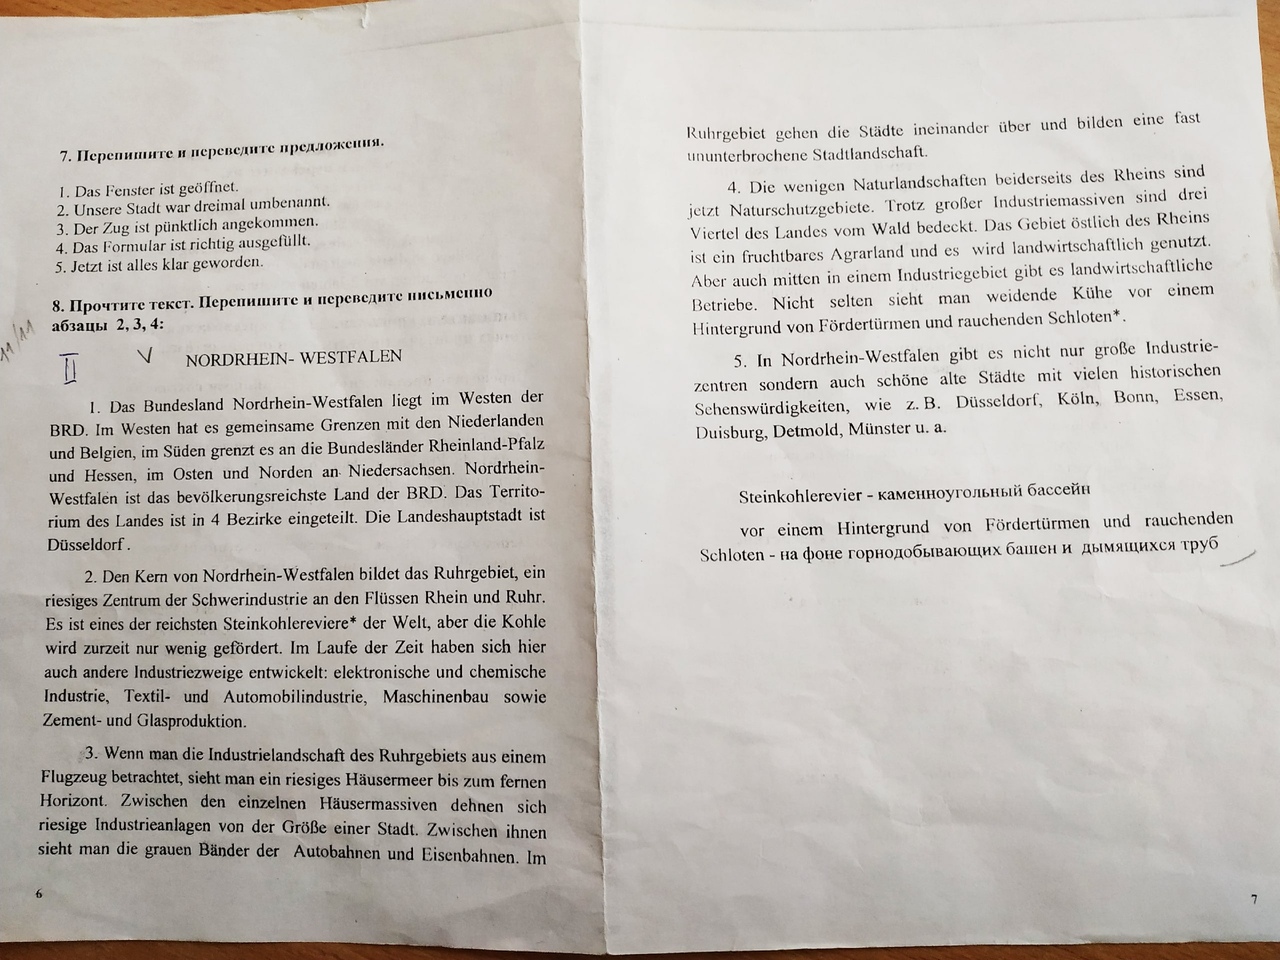 7. Перепишите и переведите предложения.
1. Das Fenster ist geöffnet.
2. Unsere Stadt war dreimal umbenannt.
3. Der Zug ist pünktlich angekommen.
4. Das Formular ist richtig ausgefüllt.
5. Jetzt ist alles klar geworden.
8. Прочтите текст. Перепишите и переведите письменно
абзацы 2, 3, 4:
11/11
II V NORDRHEIN- WESTFALEN
1. Das Bundesland Nordrhein-Westfalen liegt im Westen der
BRD. Im Westen hat es gemeinsame Grenzen mit den Niederlanden
und Belgien, im Süden grenzt es an die Bundesländer Rheinland-Pfalz
und Hessen, im Osten und Norden an Niedersachsen. Nordrhein-
Westfalen ist das bevölkerungsreichste Land der BRD. Das Territo-
rium des Landes ist in 4 Bezirke eingeteilt. Die Landeshauptstadt ist
Düsseldorf.
2. Den Kern von Nordrhein-Westfalen bildet das Ruhrgebiet, ein
riesiges Zentrum der Schwerindustrie an den Flüssen Rhein und Ruhr.
Es ist eines der reichsten Steinkohlereviere* der Welt, aber die Kohle
wird zurzeit nur wenig gefördert. Im Laufe der Zeit haben sich hier
auch andere Industriezweige entwickelt: elektronische und chemische
Industrie, Textil- und Automobilindustrie, Maschinenbau sowie
Zement- und Glasproduktion.
3. Wenn man die Industrielandschaft des Ruhrgebiets aus einem
Flugzeug betrachtet, sieht man ein riesiges Häusermeer bis zum fernen
Horizont. Zwischen den einzelnen Häusermassiven dehnen sich
riesige Industrieanlagen von der Größe einer Stadt. Zwischen ihnen
sieht man die grauen Bänder der Autobahnen und Eisenbahnen. Im
6
Ruhrgebiet gehen die Städte ineinander über und bilden eine fast
ununterbrochene Stadtlandschaft.
4. Die wenigen Naturlandschaften beiderseits des Rheins sind
jetzt Naturschutzgebiete. Trotz großer Industriemassiven sind drei
Viertel des Landes vom Wald bedeckt. Das Gebiet östlich des Rheins
ist ein fruchtbares Agrarland und es wird landwirtschaftlich genutzt.
Aber auch mitten in einem Industriegebiet gibt es landwirtschaftliche
Betriebe. Nicht selten sieht man weidende Kühe vor einem
Hintergrund von Fördertürmen und rauchenden Schloten*.
5. In Nordrhein-Westfalen gibt es nicht nur große Industrie-
zentren sondern auch schöne alte Städte mit vielen historischen
Sehenswürdigkeiten, wie z. B. Düsseldorf, Köln, Bonn, Essen,
Duisburg, Detmold, Münster u. a.
Steinkohlerevier - каменноугольный бассейн
vor einem Hintergrund von Fördertürmen und rauchenden
Schloten - на фоне горнодобывающих башен и дымящихся труб
7